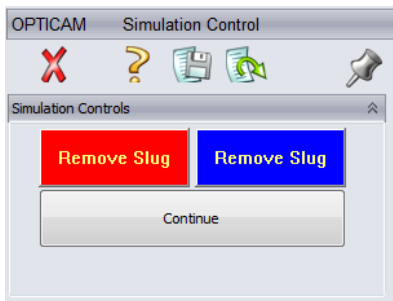 OPTICAM Simulation Control
Simulation Controls
Remove Slug Remove Slug
Continue